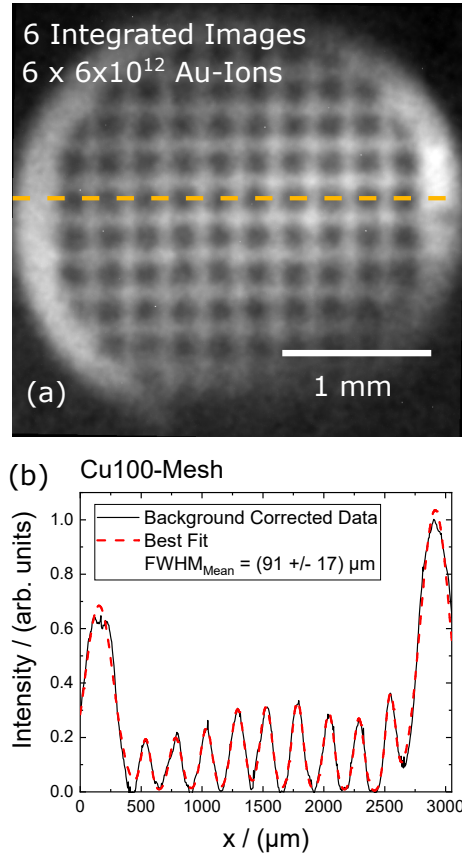 6 Integrated Images
6 x 6x10¹² Au-Ions
1 mm
(a)
(b) Cu100-Mesh
Background Corrected Data
Best Fit
FWHM_Mean = (91 +/- 17) µm
Intensity / (arb. units)
1.0
0.8
0.6
0.4
0.2
0.0
0 500 1000 1500 2000 2500 3000
x / (µm)